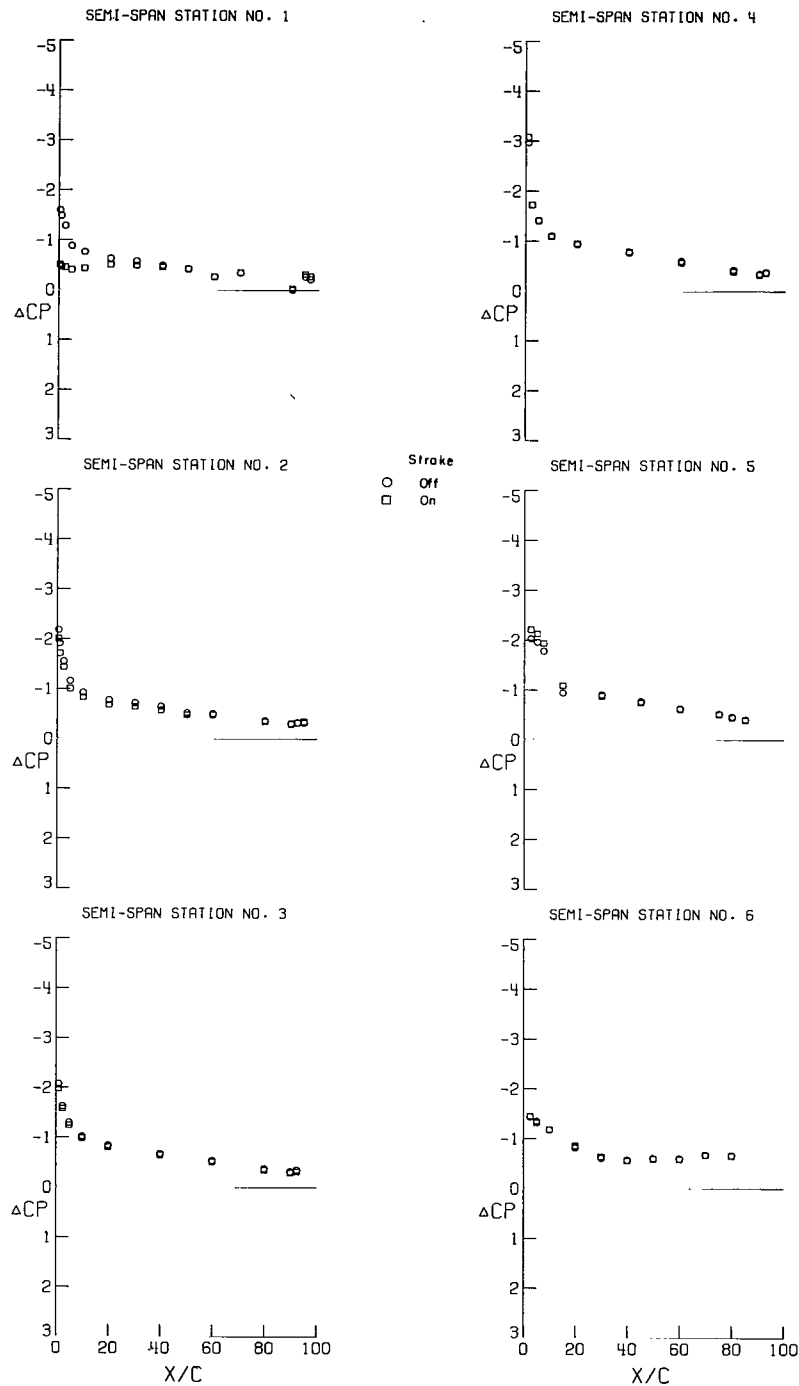 SEMI-SPAN STATION NO. 1
-5
-4
-3
-2
-1
0
ΔCP
1
2
3
SEMI-SPAN STATION NO. 4
-5
-4
-3
-2
-1
0
ΔCP
1
2
3
Strake
○ Off
□ On
SEMI-SPAN STATION NO. 2
-5
-4
-3
-2
-1
0
ΔCP
1
2
3
SEMI-SPAN STATION NO. 5
-5
-4
-3
-2
-1
0
ΔCP
1
2
3
SEMI-SPAN STATION NO. 3
-5
-4
-3
-2
-1
0
ΔCP
1
2
3
0 20 40 60 80 100
X/C
SEMI-SPAN STATION NO. 6
-5
-4
-3
-2
-1
0
ΔCP
1
2
3
0 20 40 60 80 100
X/C